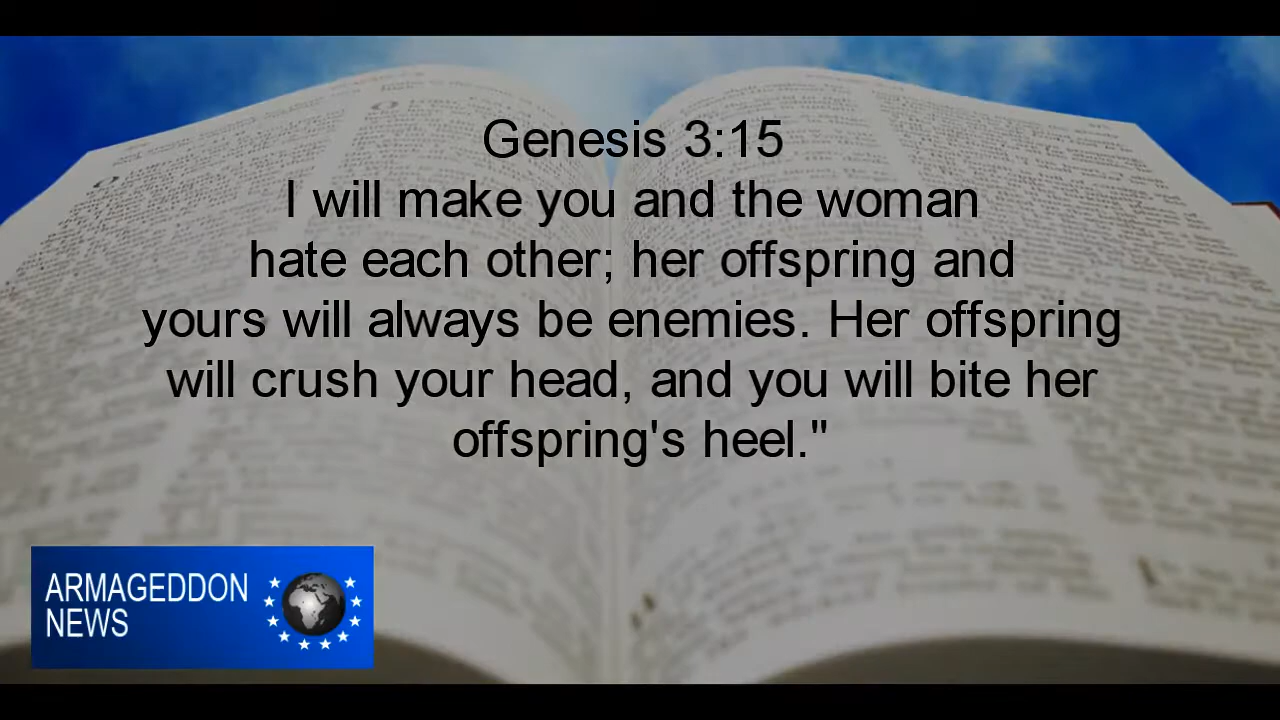 Genesis 3:15
I will make you and the woman
hate each other; her offspring and
yours will always be enemies. Her offspring
will crush your head, and you will bite her
offspring's heel."
ARMAGEDDON
NEWS